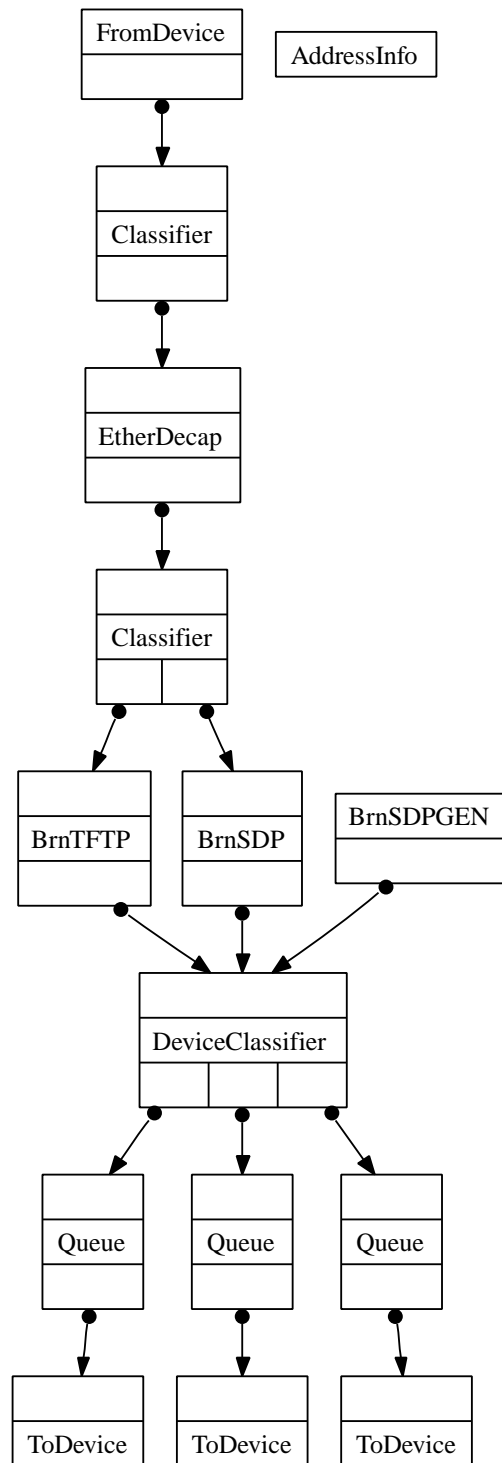 FromDevice
AddressInfo
Classifier
EtherDecap
Classifier
BrnTFTP
BrnSDP
BrnSDPGEN
DeviceClassifier
Queue
Queue
Queue
ToDevice
ToDevice
ToDevice